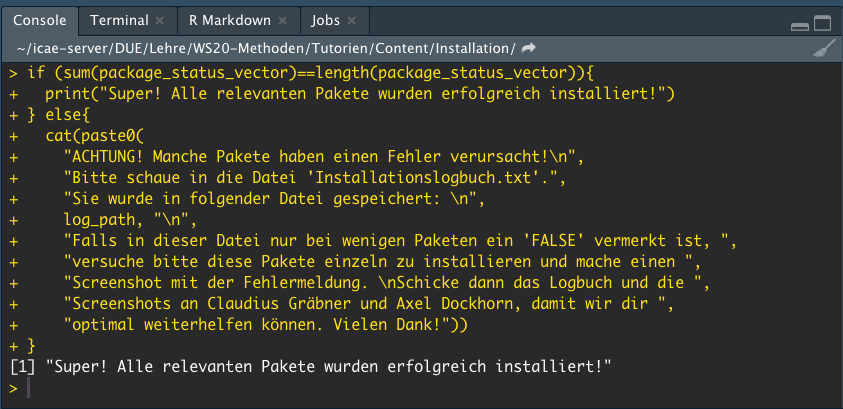 Console Terminal R Markdown Jobs
~/icae-server/DUE/Lehre/WS20-Methoden/Tutorien/Content/Installation/
> if (sum(package_status_vector)==length(package_status_vector)){
+   print("Super! Alle relevanten Pakete wurden erfolgreich installiert!")
+ } else{
+   cat(paste0(
+     "ACHTUNG! Manche Pakete haben einen Fehler verursacht!\n",
+     "Bitte schaue in die Datei 'Installationslogbuch.txt'.",
+     "Sie wurde in folgender Datei gespeichert: \n",
+     log_path, "\n",
+     "Falls in dieser Datei nur bei wenigen Paketen ein 'FALSE' vermerkt ist, ",
+     "versuche bitte diese Pakete einzeln zu installieren und mache einen ",
+     "Screenshot mit der Fehlermeldung. \nSchicke dann das Logbuch und die ",
+     "Screenshots an Claudius Gräbner und Axel Dockhorn, damit wir dir ",
+     "optimal weiterhelfen können. Vielen Dank!"))
+ }
[1] "Super! Alle relevanten Pakete wurden erfolgreich installiert!"
>